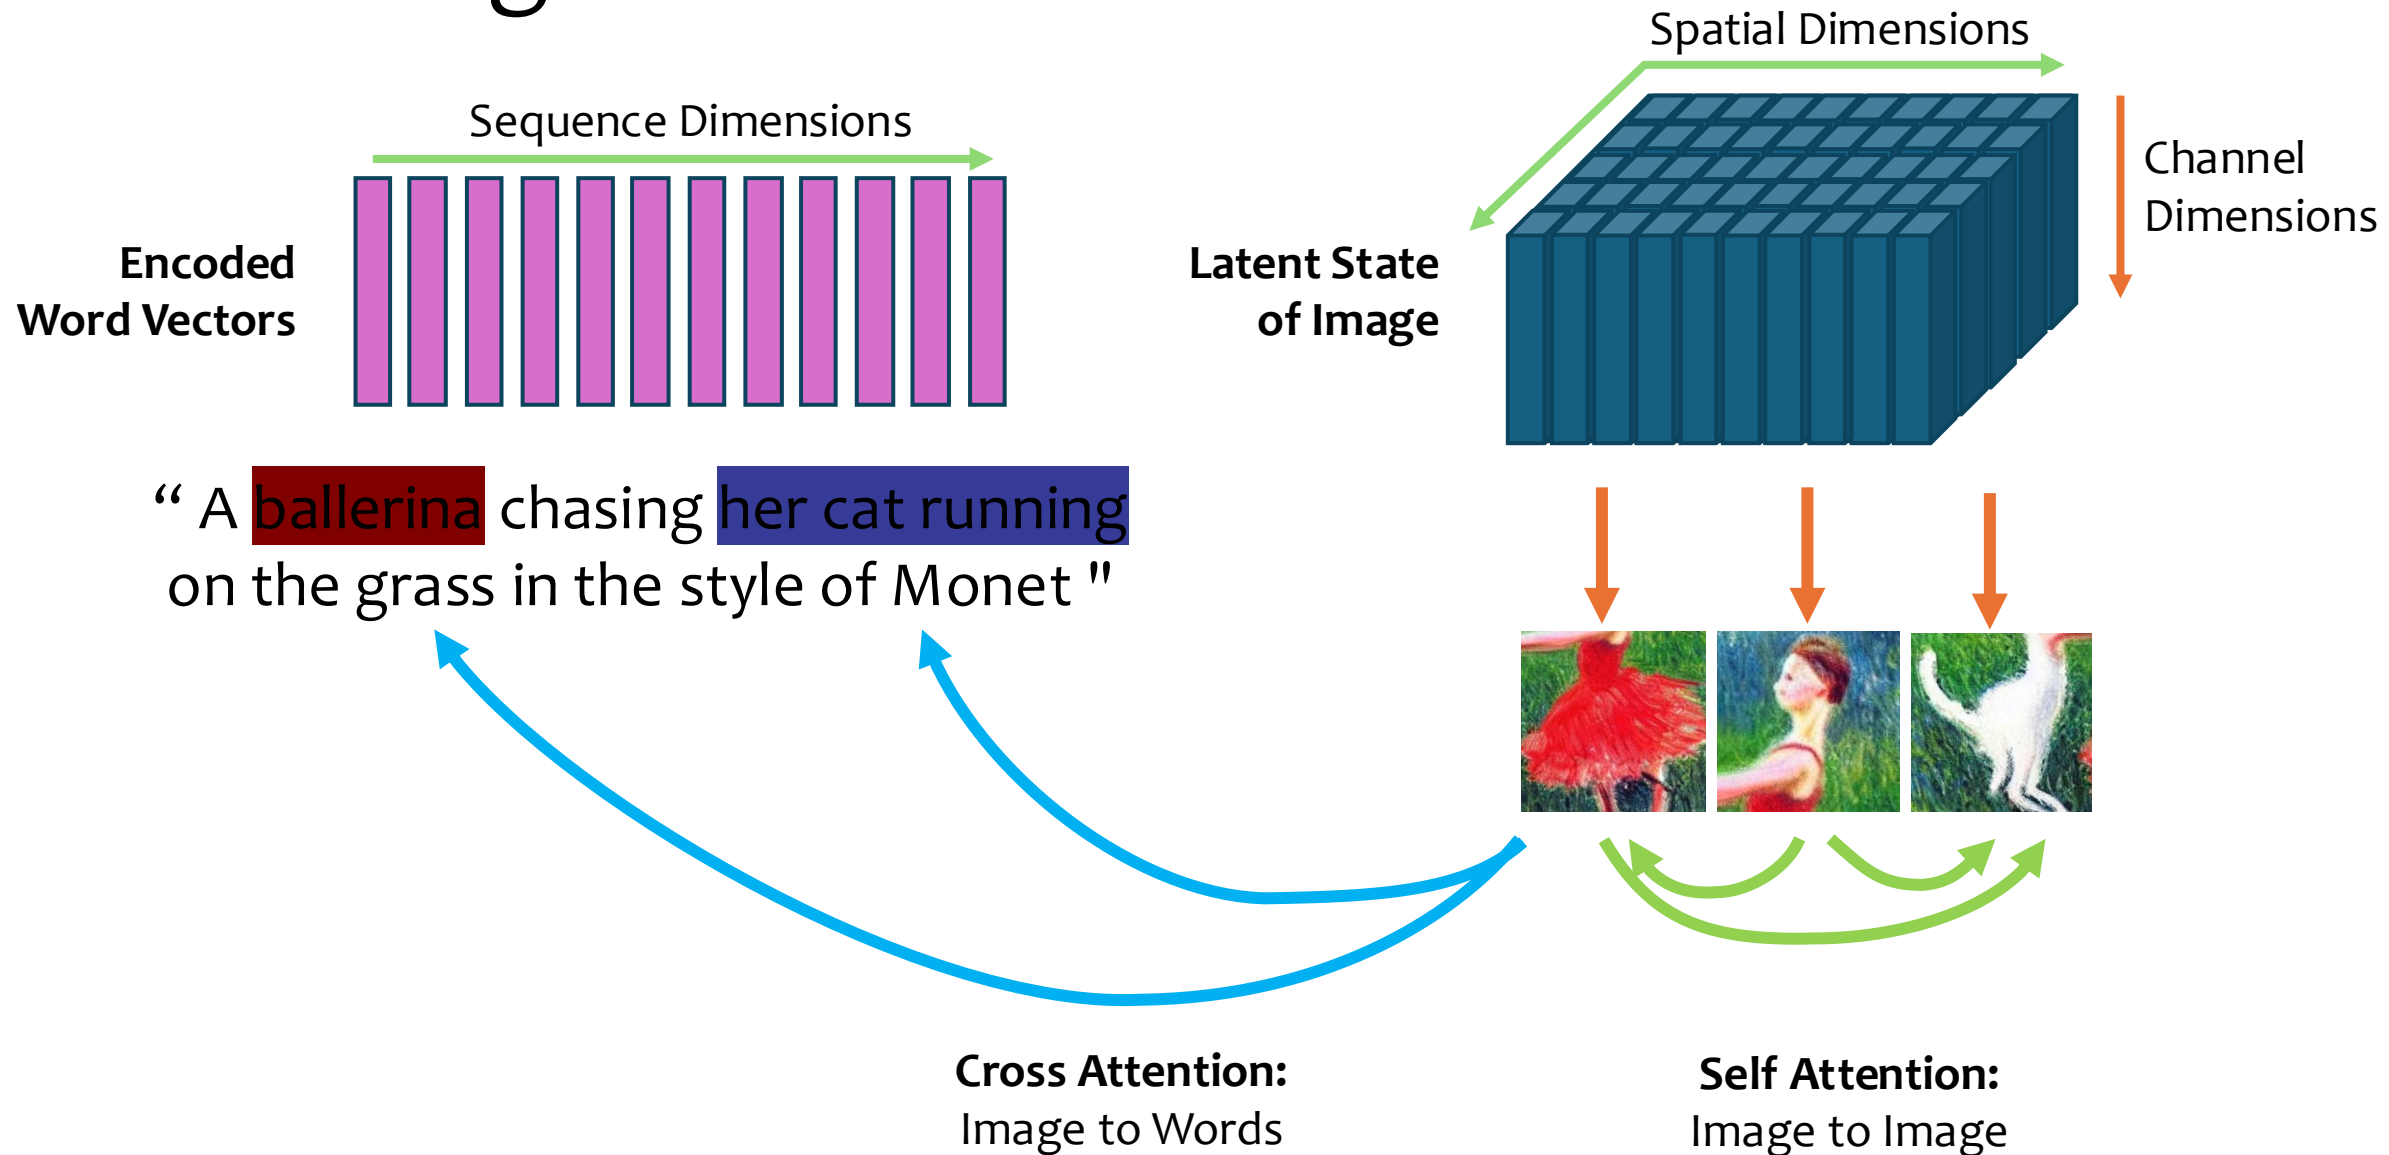 Spatial Dimensions
Sequence Dimensions
Channel
Dimensions
Encoded
Word Vectors
Latent State
of Image
“ A ballerina chasing her cat running
on the grass in the style of Monet "
Cross Attention:
Image to Words
Self Attention:
Image to Image